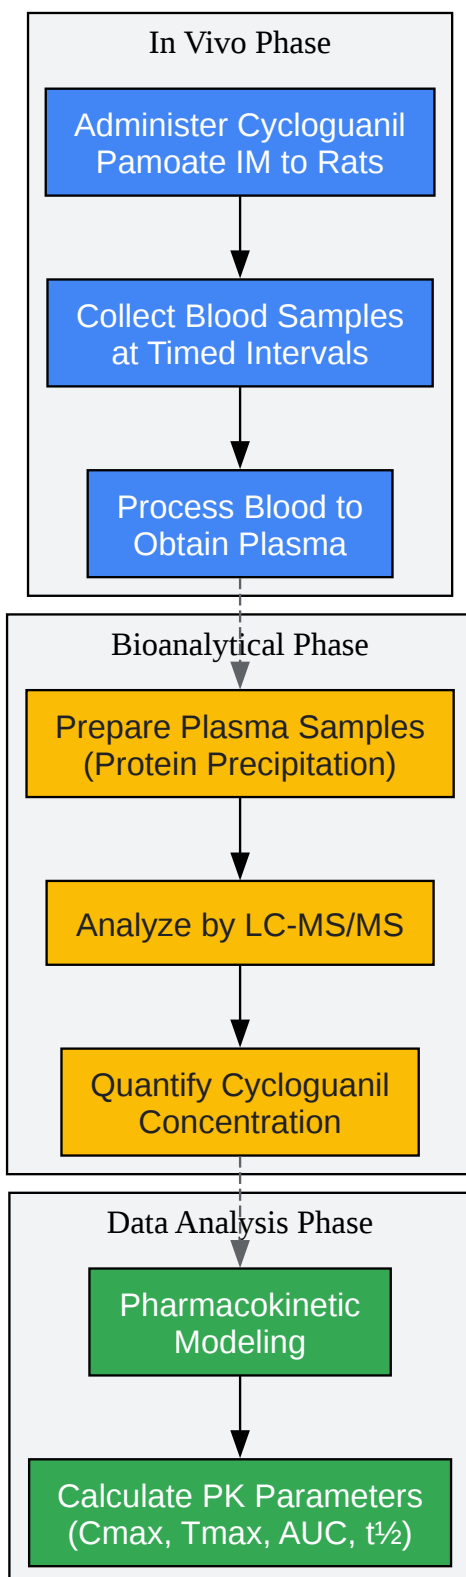 In Vivo Phase
Administer Cycloguanil
Pamoate IM to Rats
Collect Blood Samples
at Timed Intervals
Process Blood to
Obtain Plasma
Bioanalytical Phase
Prepare Plasma Samples
(Protein Precipitation)
Analyze by LC-MS/MS
Quantify Cycloguanil
Concentration
Data Analysis Phase
Pharmacokinetic
Modeling
Calculate PK Parameters
(Cmax, Tmax, AUC, t½)